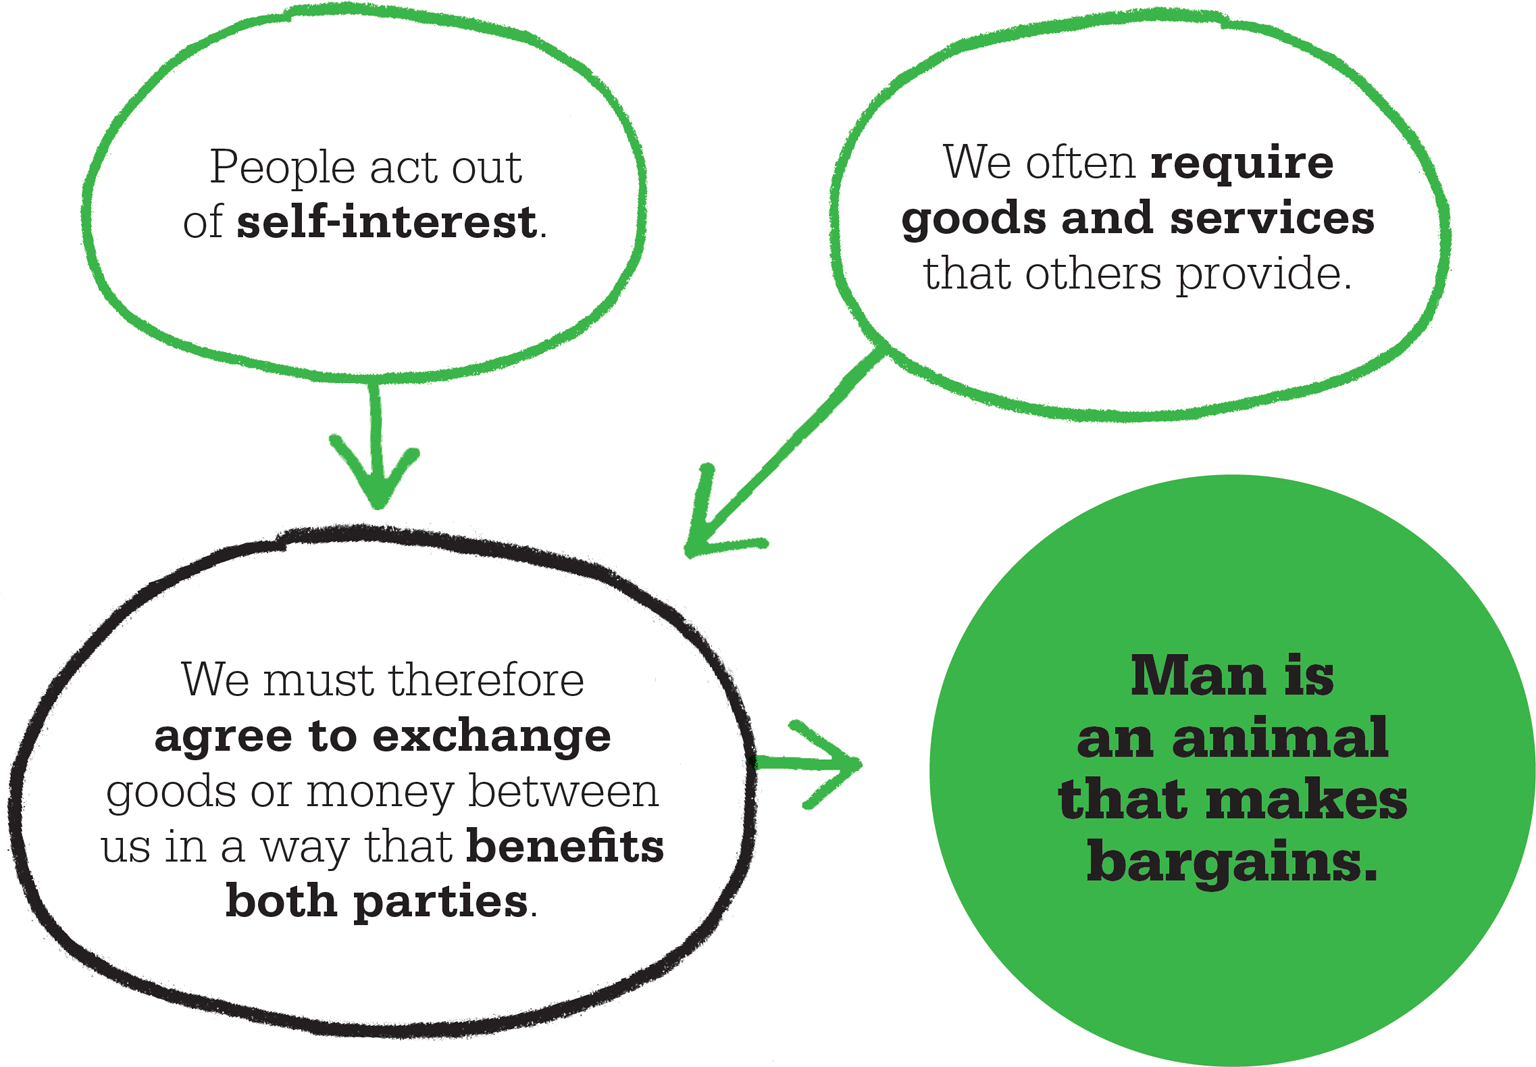 People act out
of self-interest.
We often require
goods and services
that others provide.
We must therefore
agree to exchange
goods or money between
us in a way that benefits
both parties.
Man is
an animal
that makes
bargains.